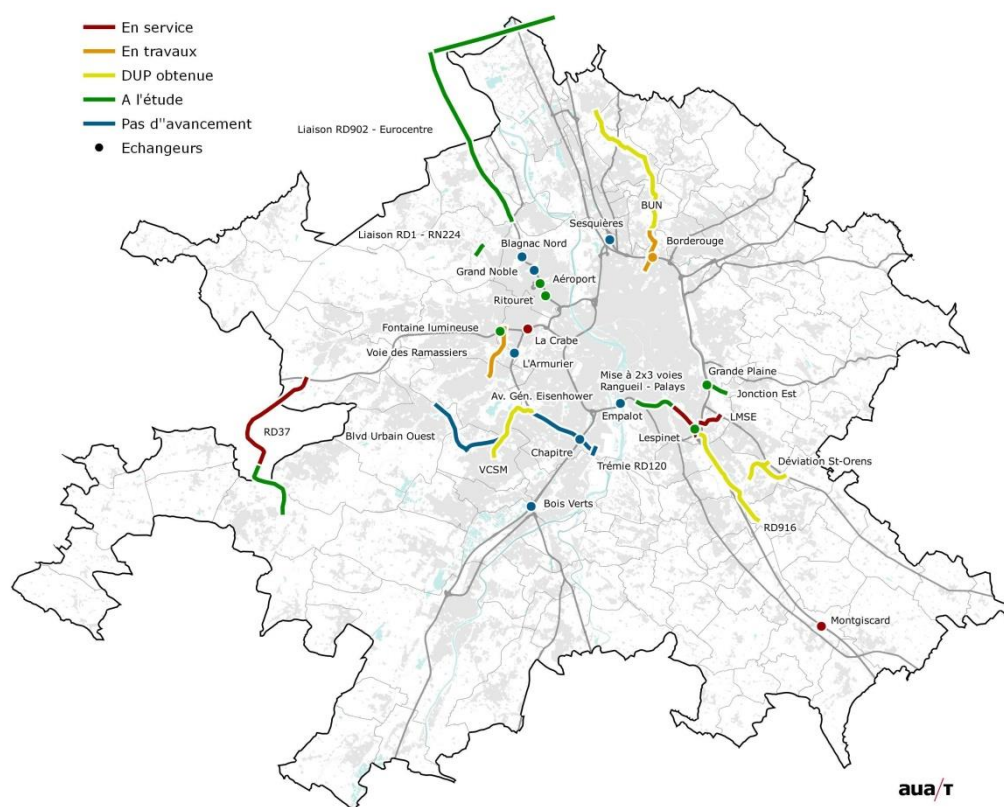 En service
En travaux
DUP obtenue
A l'étude
Pas d''avancement
Echangeurs
Liaison RD902 - Eurocentre
BUN
Sesquières
Liaison RD1 - RN224
Blagnac Nord
Borderouge
Grand Noble
Aéroport
Ritouret
Fontaine lumineuse
La Crabe
Voie des Ramassiers
L'Armurier
Mise à 2x3 voies
Rangueil - Palays
Grande Plaine
Jonction Est
Av. Gén. Eisenhower
Empalot
LMSE
RD37
Blvd Urbain Ouest
Lespinet
Chapitre
VCSM
Trémie RD120
Déviation St-Orens
Bois Verts
RD916
Montgiscard
aua/T